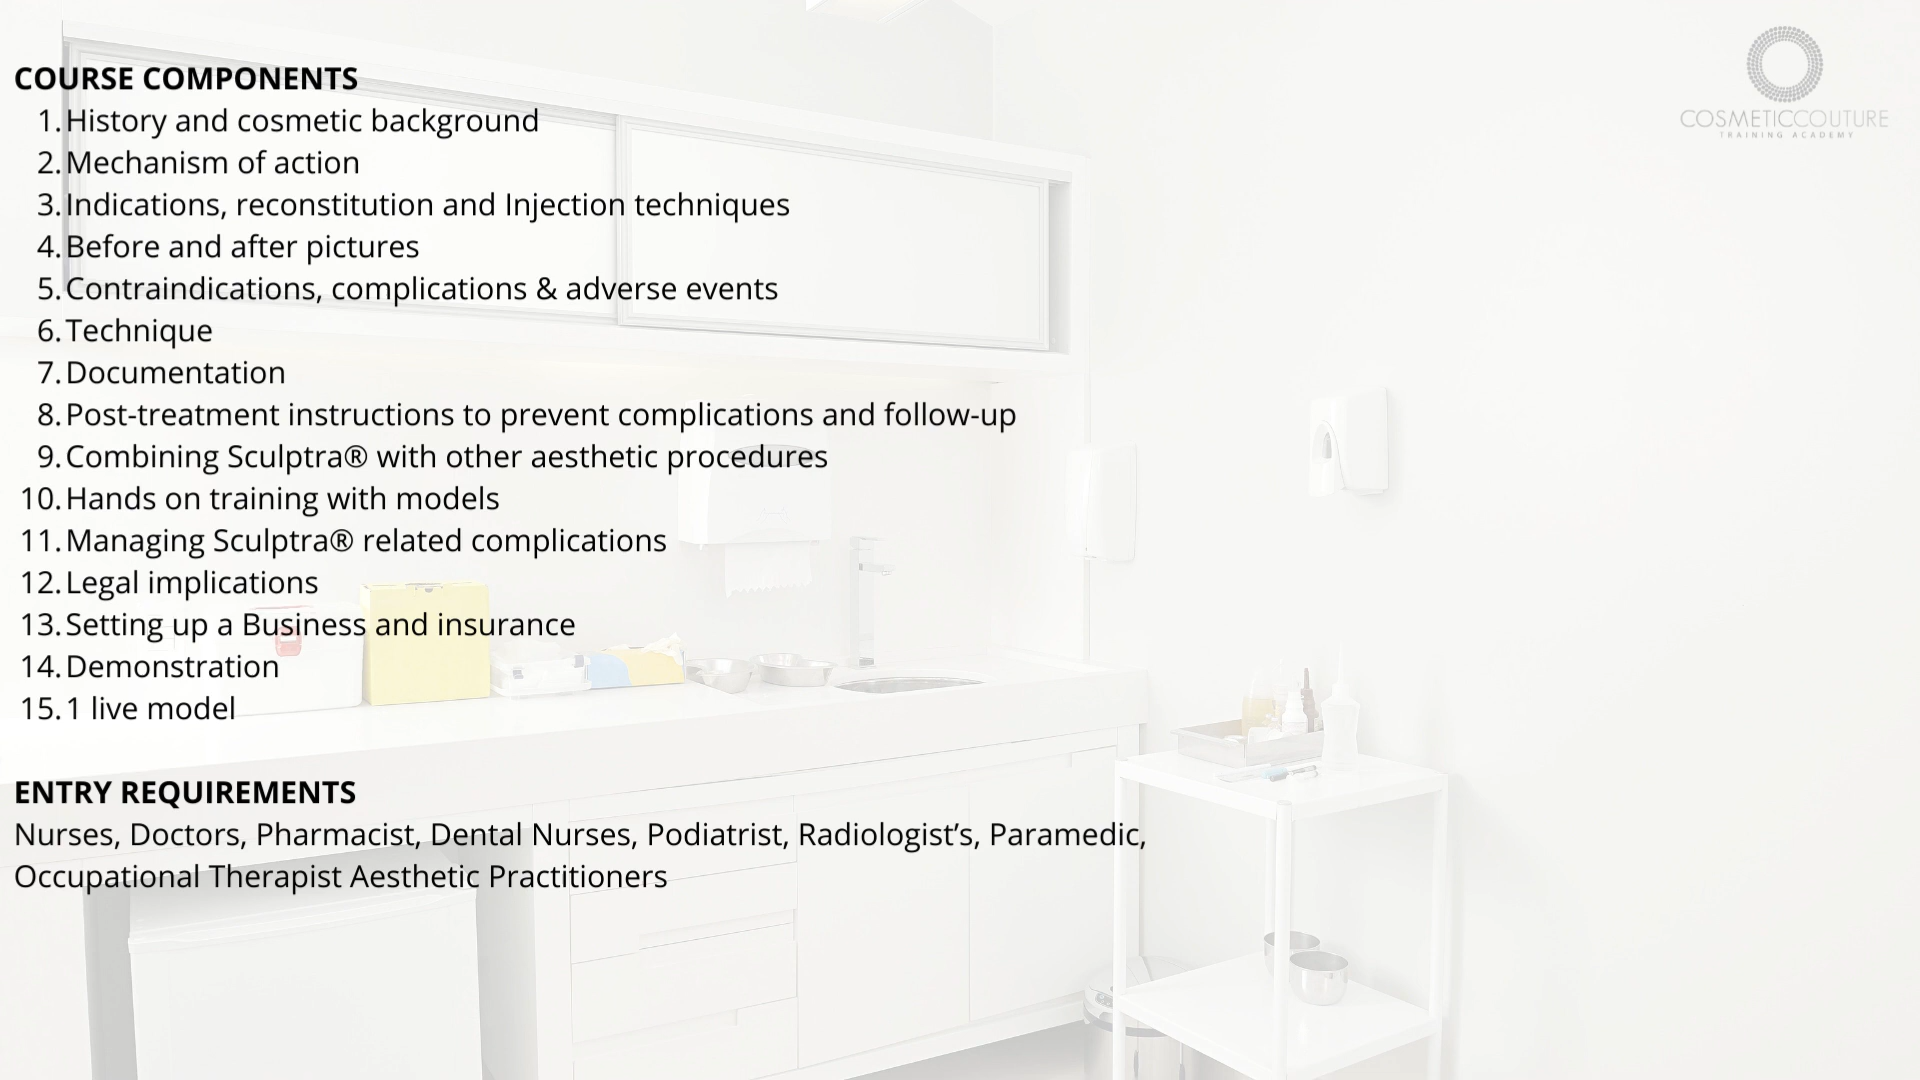 COSMETICCOUTURE
TRAINING ACADEMY
COURSE COMPONENTS
1. History and cosmetic background
2. Mechanism of action
3. Indications, reconstitution and Injection techniques
4. Before and after pictures
5. Contraindications, complications & adverse events
6. Technique
7. Documentation
8. Post-treatment instructions to prevent complications and follow-up
9. Combining Sculptra® with other aesthetic procedures
10. Hands on training with models
11. Managing Sculptra® related complications
12. Legal implications
13. Setting up a Business and insurance
14. Demonstration
15. 1 live model
ENTRY REQUIREMENTS
Nurses, Doctors, Pharmacist, Dental Nurses, Podiatrist, Radiologist’s, Paramedic,
Occupational Therapist Aesthetic Practitioners